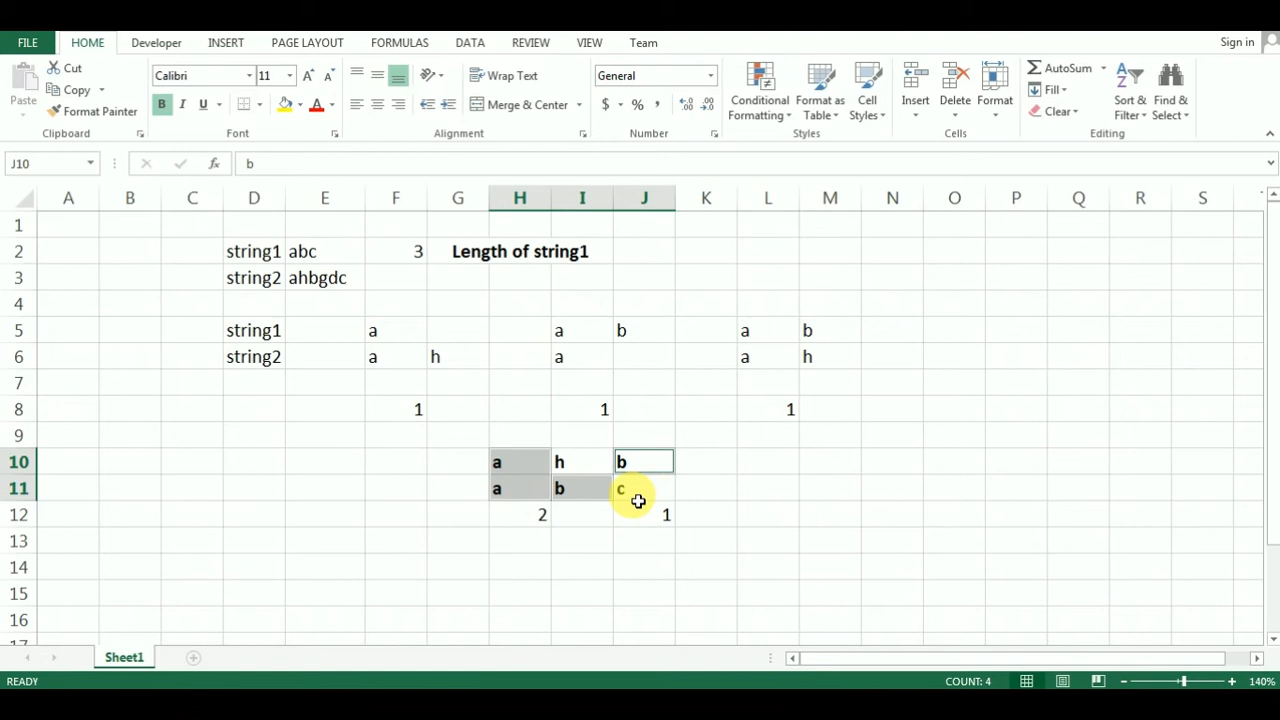 FILE HOME Developer INSERT PAGE LAYOUT FORMULAS DATA REVIEW VIEW Team Sign in
Cut Calibri 11 A A Wrap Text General AutoSum
Copy Fill
Paste Format Painter B I U A Merge & Center $ % , Conditional Formatting Format as Table Cell Styles Insert Delete Format Clear Sort & Filter Find & Select
Clipboard Font Alignment Number Styles Cells Editing
J10 fx b
A B C D E F G H I J K L M N O P Q R S
1
2 string1 abc 3 Length of string1
3 string2 ahbgdc
4
5 string1 a a b a b
6 string2 a h a a h
7
8 1 1 1
9
10 a h b
11 a b c
12 2 1
13
14
15
16
17
Sheet1
READY COUNT: 4 140%